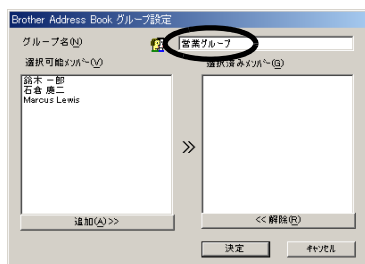 Brother Address Book グループ設定
グループ名(N)
営業グループ
選択可能メンバー(V)
選択済みメンバー(G)
鈴木 一郎
石倉 慶二
Marcus Lewis
追加(A)>>
<<解除(R)
決定
キャンセル